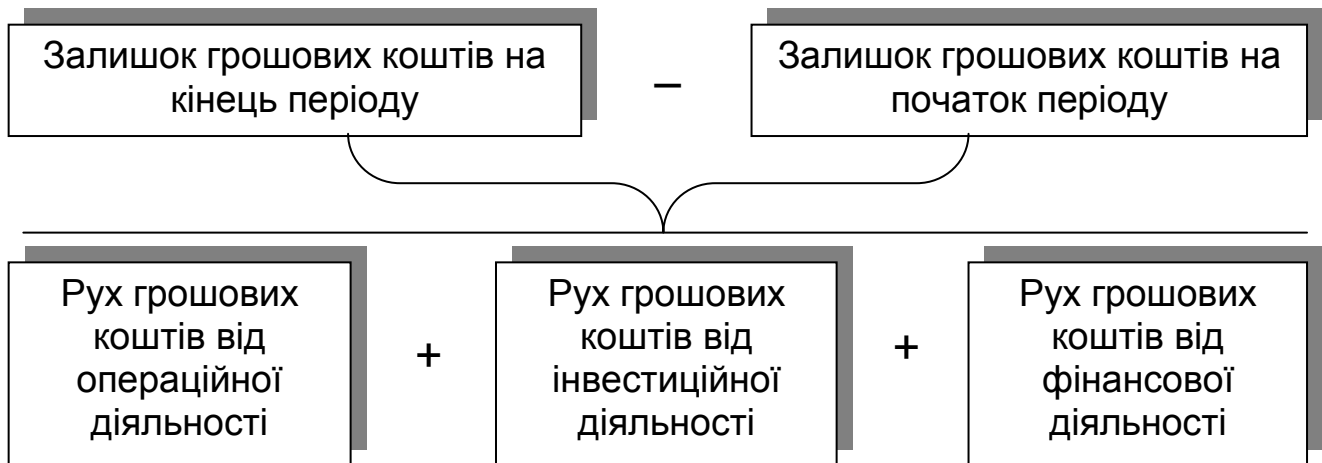 Залишок грошових коштів на
кінець періоду
–
Залишок грошових коштів на
початок періоду
Рух грошових
коштів від
операційної
діяльності
+
Рух грошових
коштів від
інвестиційної
діяльності
+
Рух грошових
коштів від
фінансової
діяльності